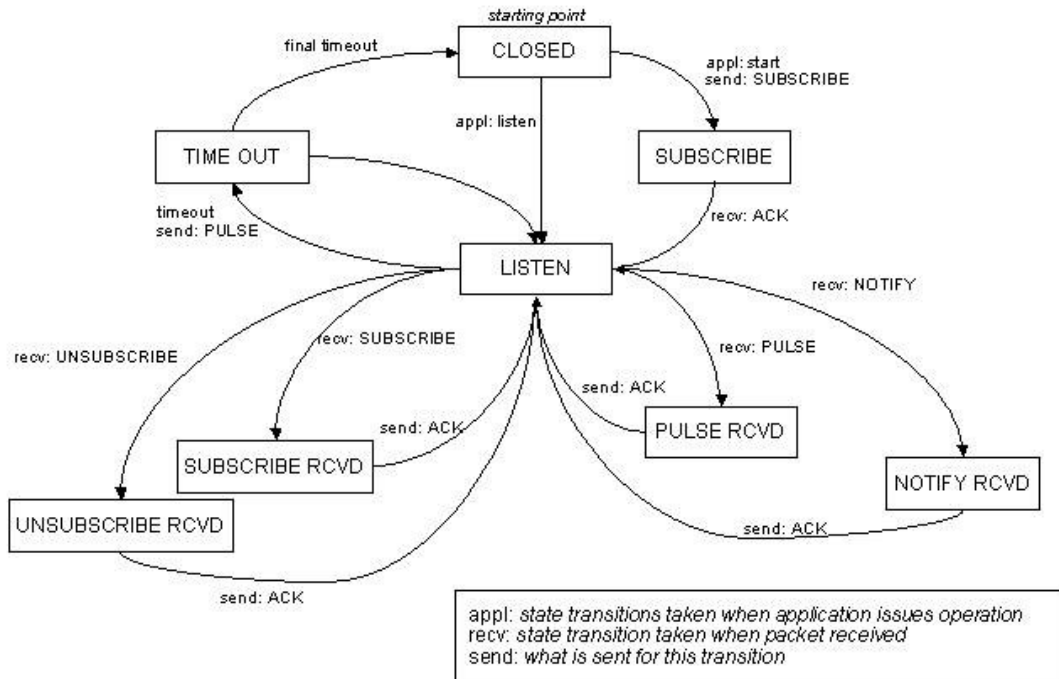 starting point
CLOSED
final timeout
appl: start
send: SUBSCRIBE
appl: listen
TIME OUT
SUBSCRIBE
timeout
send: PULSE
recv: ACK
LISTEN
recv: NOTIFY
recv: UNSUBSCRIBE
recv: SUBSCRIBE
recv: PULSE
send: ACK
send: ACK
PULSE RCVD
SUBSCRIBE RCVD
NOTIFY RCVD
UNSUBSCRIBE RCVD
send: ACK
send: ACK
appl: state transitions taken when application issues operation
recv: state transition taken when packet received
send: what is sent for this transition